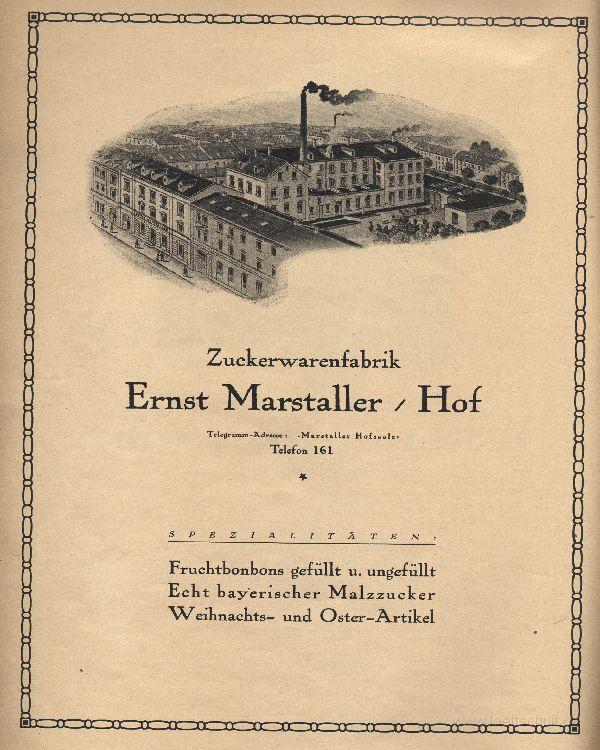 Zuckerwarenfabrik
Ernst Marstaller / Hof
Telegramm-Adresse: „Marstaller Hofsaale“
Telefon 161
SPEZIALITÄTEN:
Fruchtbonbons gefüllt u. ungefüllt
Echt bayerischer Malzzucker
Weihnachts- und Oster-Artikel